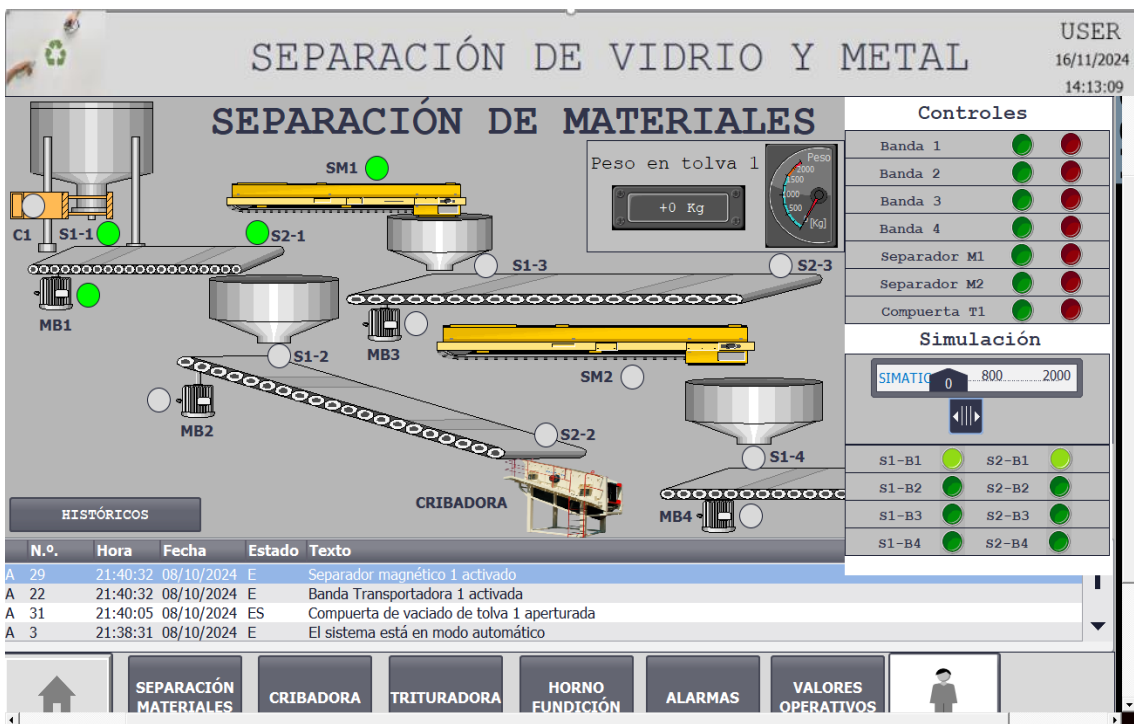 SEPARACIÓN DE VIDRIO Y METAL
USER
16/11/2024
14:13:09
SEPARACIÓN DE MATERIALES
SM1
Peso en tolva 1
+0 Kg
Peso
2000
1500
1000
500
[Kg]
C1
S1-1
S2-1
S1-3
S2-3
MB1
MB3
S1-2
SM2
MB2
S2-2
S1-4
CRIBADORA
MB4
HISTÓRICOS
Controles
Banda 1
Banda 2
Banda 3
Banda 4
Separador M1
Separador M2
Compuerta T1
Simulación
SIMATIC
0 800 2000
S1-B1 S2-B1
S1-B2 S2-B2
S1-B3 S2-B3
S1-B4 S2-B4
N.º. Hora Fecha Estado Texto
A 29 21:40:32 08/10/2024 E Separador magnético 1 activado
A 22 21:40:32 08/10/2024 E Banda Transportadora 1 activada
A 31 21:40:05 08/10/2024 ES Compuerta de vaciado de tolva 1 aperturada
A 3 21:38:31 08/10/2024 E El sistema está en modo automático
SEPARACIÓN
MATERIALES
CRIBADORA
TRITURADORA
HORNO
FUNDICIÓN
ALARMAS
VALORES
OPERATIVOS